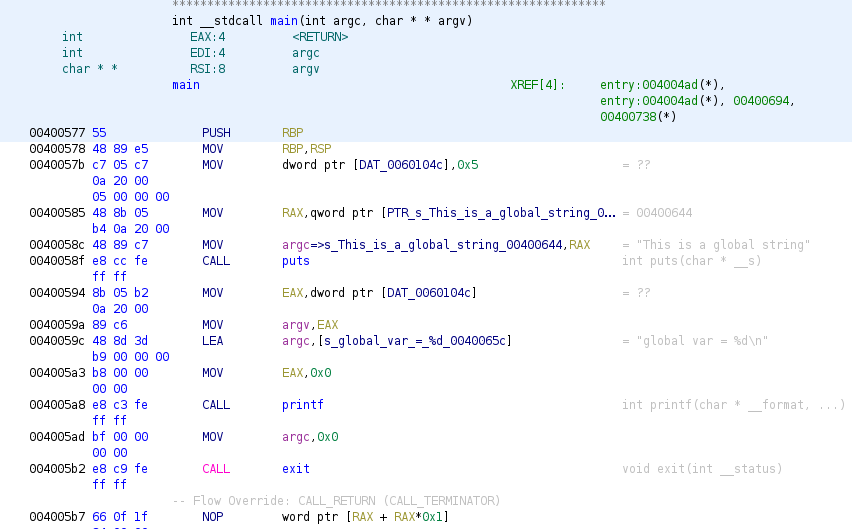 *************************************************************
int __stdcall main(int argc, char * * argv)
int EAX:4 <RETURN>
int EDI:4 argc
char * * RSI:8 argv
main XREF[4]: entry:004004ad(*),
entry:004004ad(*), 00400694,
00400738(*)
00400577 55 PUSH RBP
00400578 48 89 e5 MOV RBP,RSP
0040057b c7 05 c7 MOV dword ptr [DAT_0060104c],0x5 = ??
0a 20 00
05 00 00 00
00400585 48 8b 05 MOV RAX,qword ptr [PTR_s_This_is_a_global_string_0... = 00400644
b4 0a 20 00
0040058c 48 89 c7 MOV argc=>s_This_is_a_global_string_00400644,RAX = "This is a global string"
0040058f e8 cc fe CALL puts int puts(char * __s)
ff ff
00400594 8b 05 b2 MOV EAX,dword ptr [DAT_0060104c] = ??
0a 20 00
0040059a 89 c6 MOV argv,EAX
0040059c 48 8d 3d LEA argc,[s_global_var_=_%d_0040065c] = "global var = %d\n"
b9 00 00 00
004005a3 b8 00 00 MOV EAX,0x0
00 00
004005a8 e8 c3 fe CALL printf int printf(char * __format, ...)
ff ff
004005ad bf 00 00 MOV argc,0x0
00 00
004005b2 e8 c9 fe CALL exit void exit(int __status)
ff ff
-- Flow Override: CALL_RETURN (CALL_TERMINATOR)
004005b7 66 0f 1f NOP word ptr [RAX + RAX*0x1]